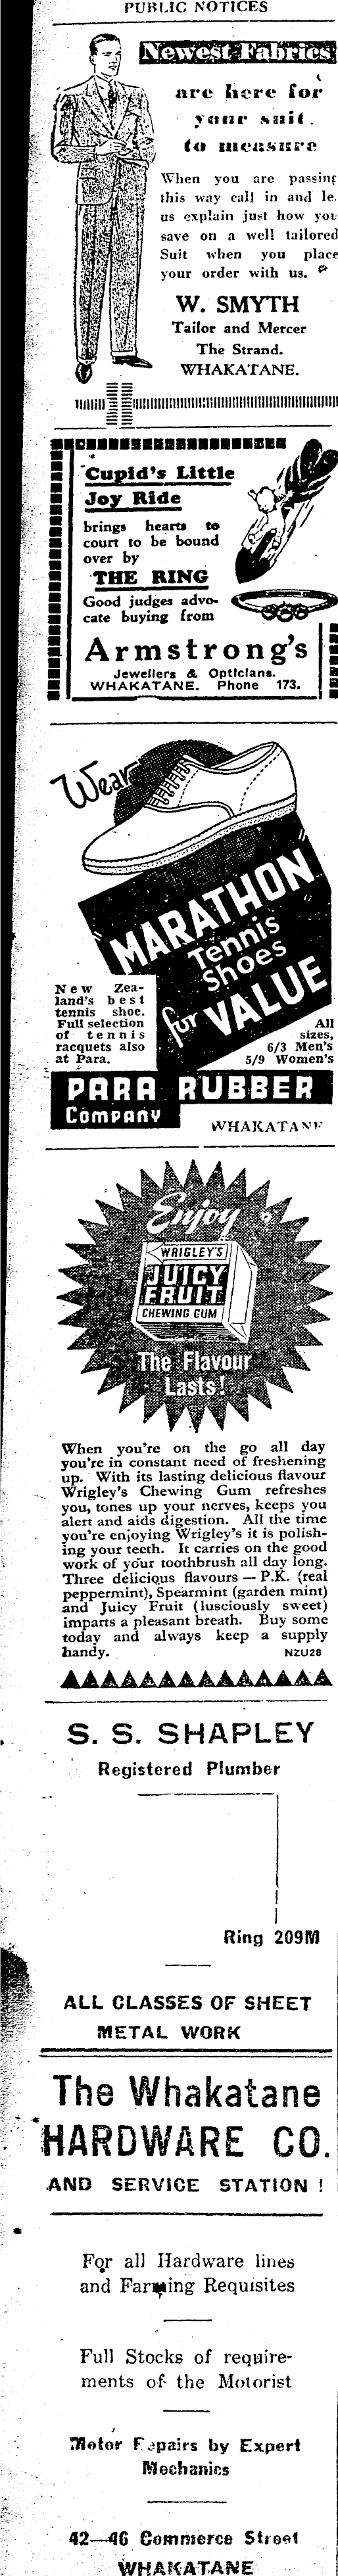 PUBLIC NOTICES
Newest Fabrics
are here for
your suit
to measure
When you are passing
this way call in and le
us explain just how you
save on a well tailored
Suit when you place
your order with us.
W. SMYTH
Tailor and Mercer
The Strand.
WHAKATANE.
Cupid's Little
Joy Ride
brings hearts to
court to be bound
over by
THE RING
Good judges advo-
cate buying from
Armstrong's
Jewellers & Opticians.
WHAKATANE. Phone 173.
Wear
MARATHON
Tennis
Shoes
for VALUE
New Zea-
land's best
tennis shoe.
Full selection
of tennis
racquets also
at Para.
All
sizes,
6/3 Men's
5/9 Women's
PARA RUBBER
COMPANY
WHAKATANE
Enjoy
WRIGLEY'S
JUICY
FRUIT
CHEWING GUM
The Flavour
Lasts!
When you're on the go all day
you're in constant need of freshening
up. With its lasting delicious flavour
Wrigley's Chewing Gum refreshes
you, tones up your nerves, keeps you
alert and aids digestion. All the time
you're enjoying Wrigley's it is polish-
ing your teeth. It carries on the good
work of your toothbrush all day long.
Three delicious flavours — P.K. (real
peppermint), Spearmint (garden mint)
and Juicy Fruit (lusciously sweet)
imparts a pleasant breath. Buy some
today and always keep a supply
handy. NZU28
S. S. SHAPLEY
Registered Plumber
Ring 209M
ALL CLASSES OF SHEET
METAL WORK
The Whakatane
HARDWARE CO.
AND SERVICE STATION !
For all Hardware lines
and Farming Requisites
Full Stocks of require-
ments of the Motorist
Motor Repairs by Expert
Mechanics
42—46 Commerce Street
WHAKATANE